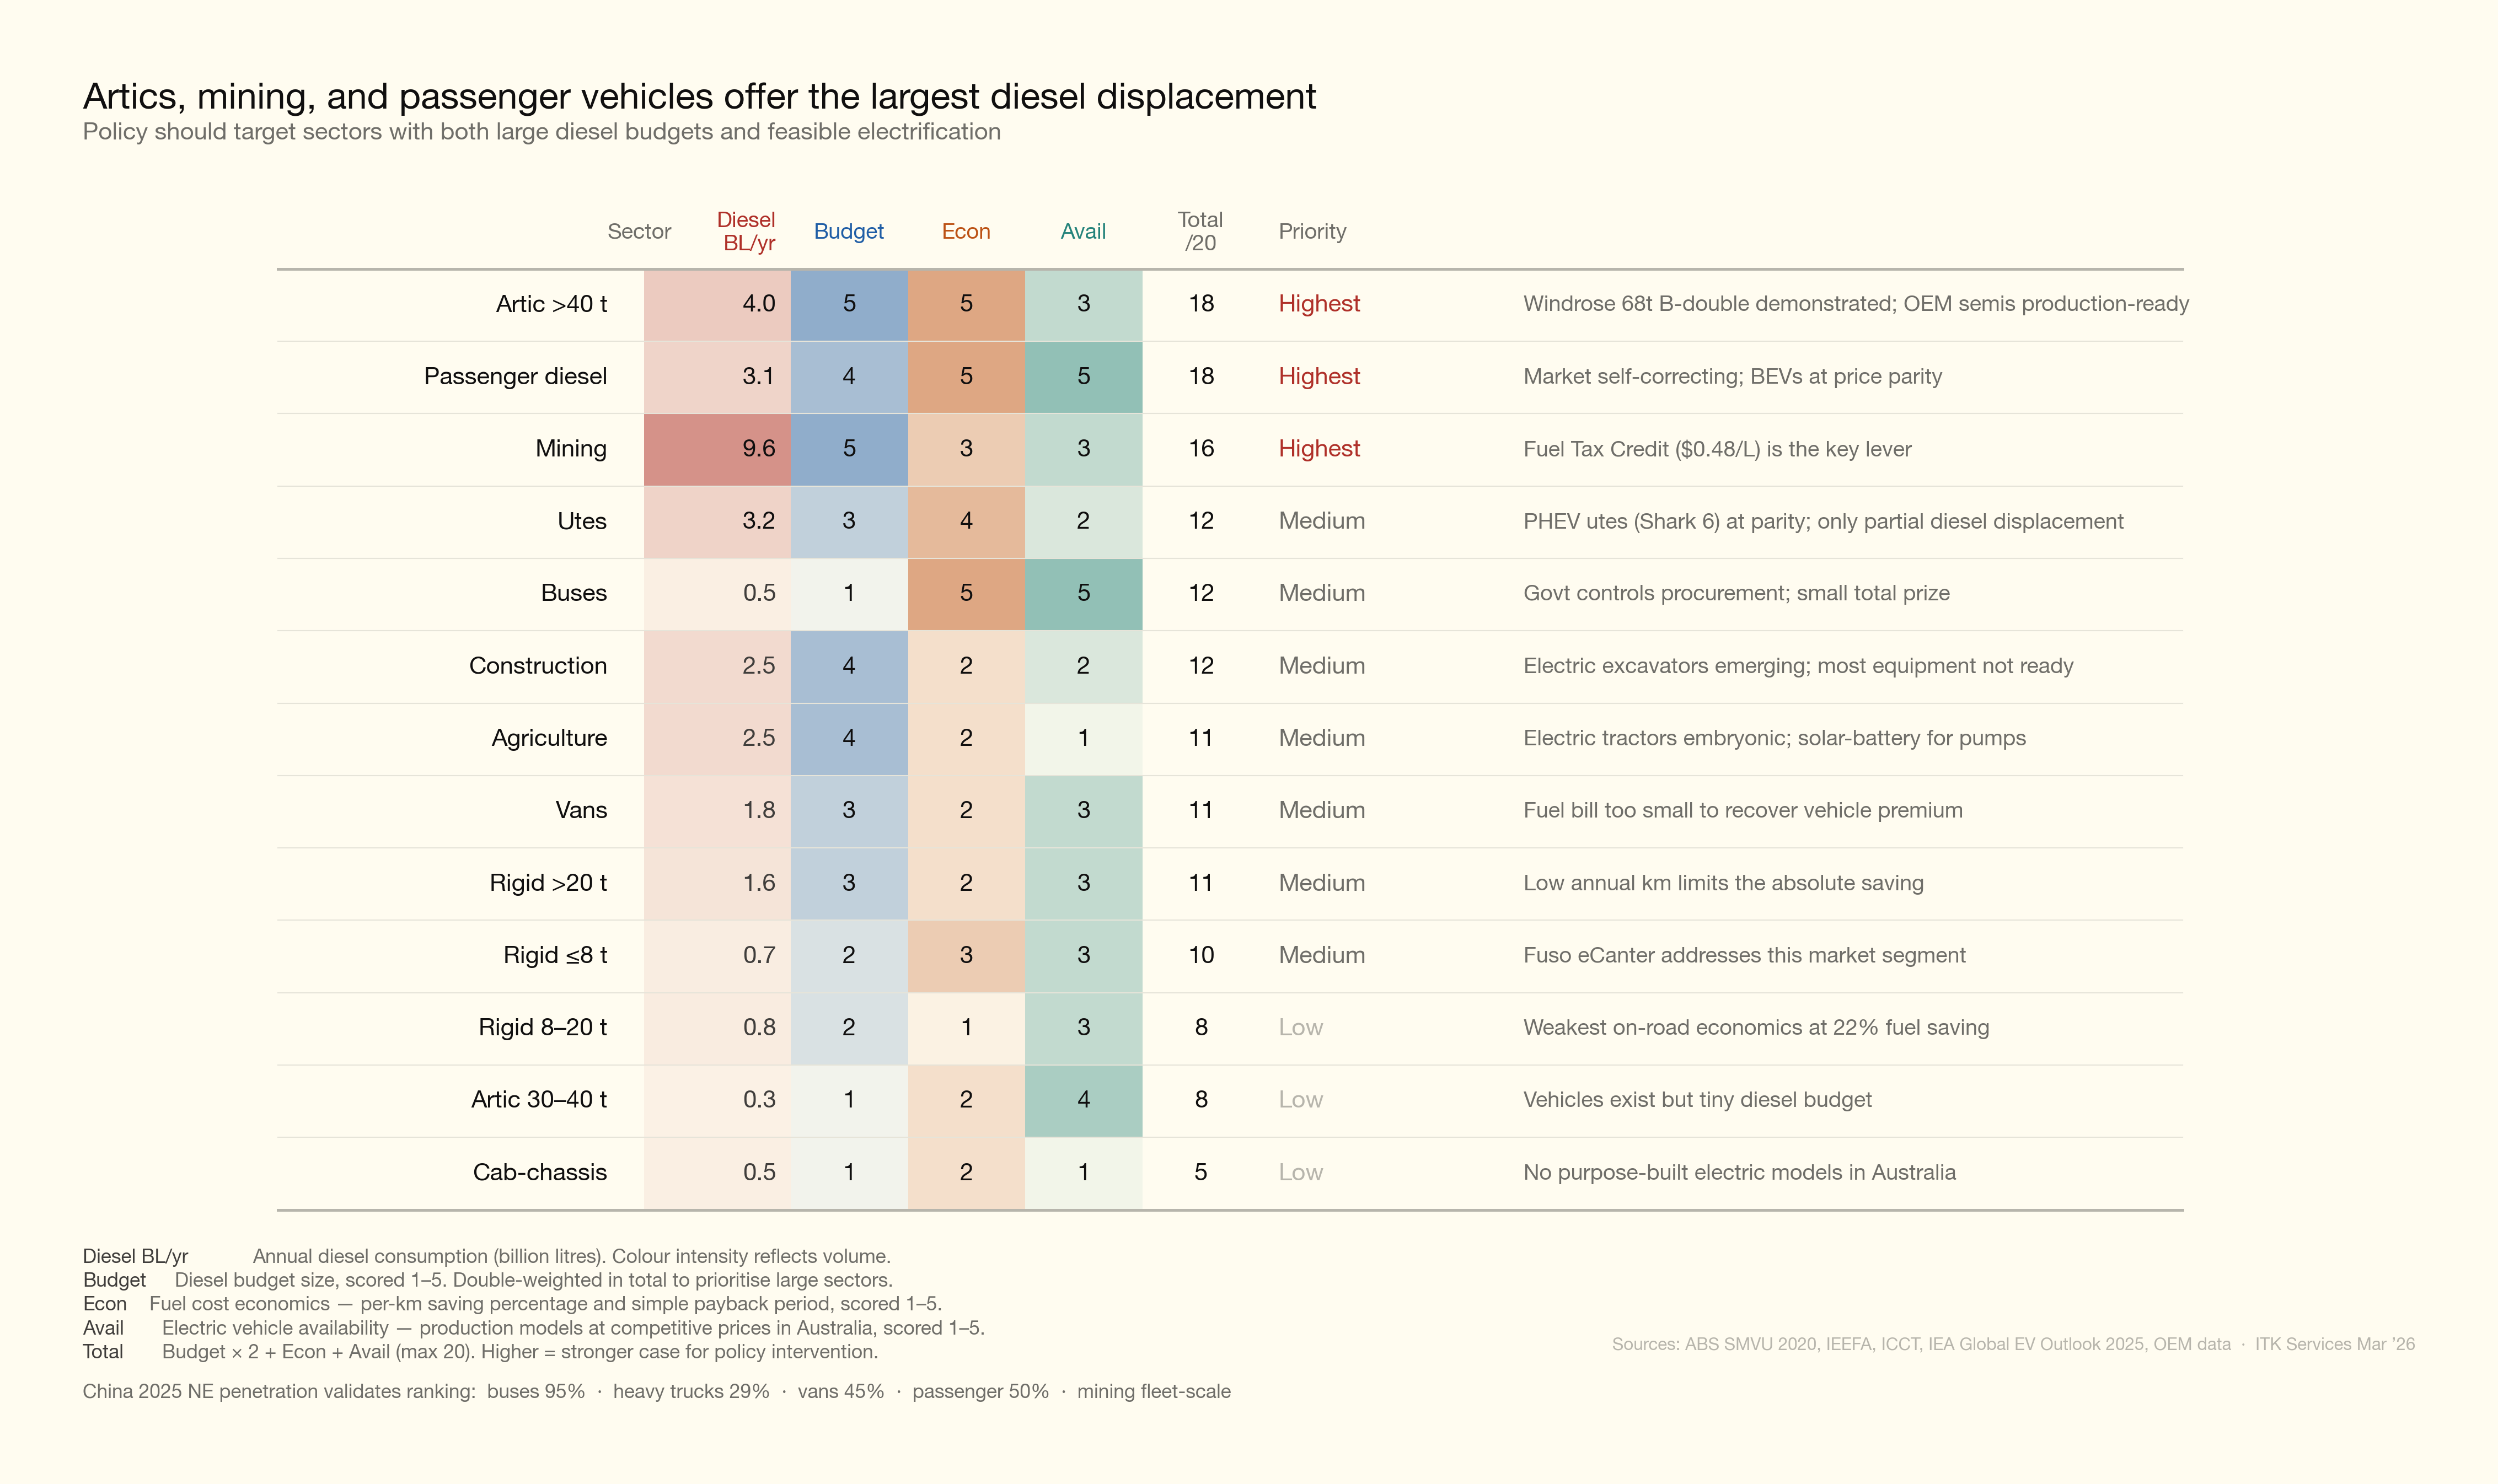 Artics, mining, and passenger vehicles offer the largest diesel displacement
Policy should target sectors with both large diesel budgets and feasible electrification
Sector Diesel BL/yr Budget Econ Avail Total /20 Priority
Artic >40 t 4.0 5 5 3 18 Highest Windrose 68t B-double demonstrated; OEM semis production-ready
Passenger diesel 3.1 4 5 5 18 Highest Market self-correcting; BEVs at price parity
Mining 9.6 5 3 3 16 Highest Fuel Tax Credit ($0.48/L) is the key lever
Utes 3.2 3 4 2 12 Medium PHEV utes (Shark 6) at parity; only partial diesel displacement
Buses 0.5 1 5 5 12 Medium Govt controls procurement; small total prize
Construction 2.5 4 2 2 12 Medium Electric excavators emerging; most equipment not ready
Agriculture 2.5 4 2 1 11 Medium Electric tractors embryonic; solar-battery for pumps
Vans 1.8 3 2 3 11 Medium Fuel bill too small to recover vehicle premium
Rigid >20 t 1.6 3 2 3 11 Medium Low annual km limits the absolute saving
Rigid ≤8 t 0.7 2 3 3 10 Medium Fuso eCanter addresses this market segment
Rigid 8–20 t 0.8 2 1 3 8 Low Weakest on-road economics at 22% fuel saving
Artic 30–40 t 0.3 1 2 4 8 Low Vehicles exist but tiny diesel budget
Cab-chassis 0.5 1 2 1 5 Low No purpose-built electric models in Australia
Diesel BL/yr Annual diesel consumption (billion litres). Colour intensity reflects volume.
Budget Diesel budget size, scored 1–5. Double-weighted in total to prioritise large sectors.
Econ Fuel cost economics — per-km saving percentage and simple payback period, scored 1–5.
Avail Electric vehicle availability — production models at competitive prices in Australia, scored 1–5.
Total Budget × 2 + Econ + Avail (max 20). Higher = stronger case for policy intervention.
Sources: ABS SMVU 2020, IEEFA, ICCT, IEA Global EV Outlook 2025, OEM data · ITK Services Mar ’26
China 2025 NE penetration validates ranking: buses 95% · heavy trucks 29% · vans 45% · passenger 50% · mining fleet-scale